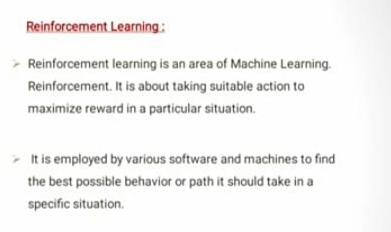 Reinforcement Learning :
➢ Reinforcement learning is an area of Machine Learning.
Reinforcement. It is about taking suitable action to
maximize reward in a particular situation.
➢ It is employed by various software and machines to find
the best possible behavior or path it should take in a
specific situation.